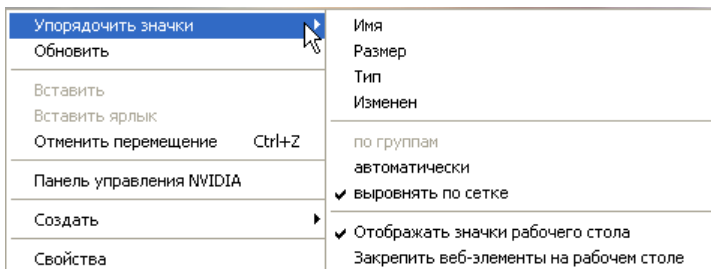 Упорядочить значки
Обновить
Вставить
Вставить ярлык
Отменить перемещение Ctrl+Z
Панель управления NVIDIA
Создать
Свойства
Имя
Размер
Тип
Изменен
по группам
автоматически
выровнять по сетке
Отображать значки рабочего стола
Закрепить веб-элементы на рабочем столе